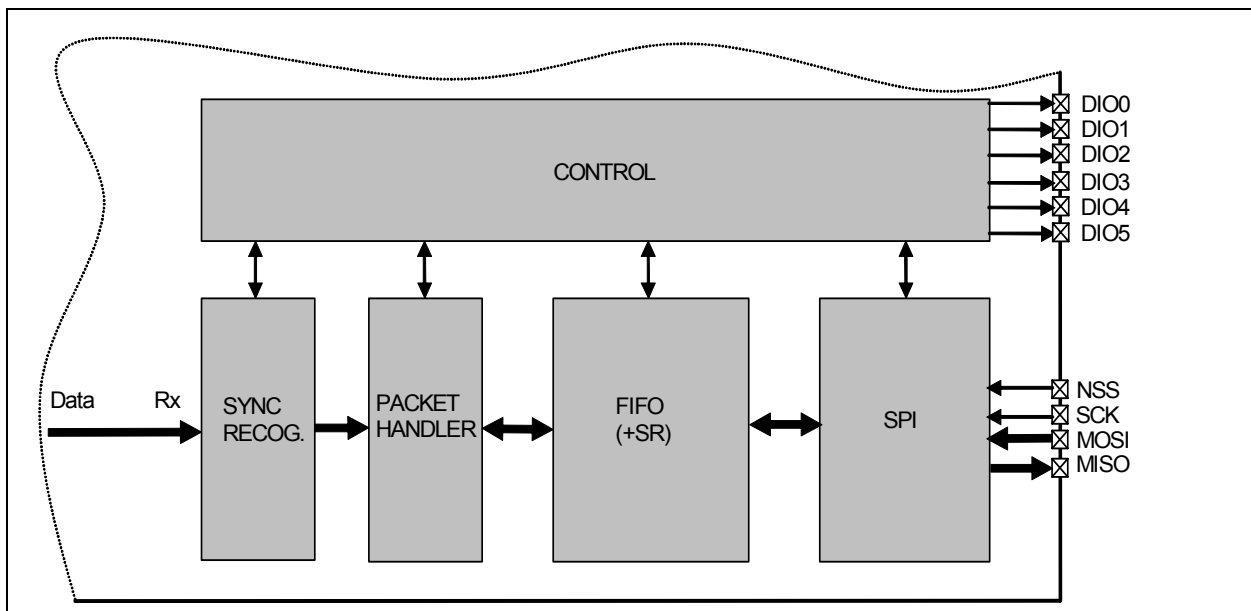 DIO0
DIO1
DIO2
DIO3
DIO4
DIO5
CONTROL
Data Rx
SYNC
RECOG.
PACKET
HANDLER
FIFO
(+SR)
SPI
NSS
SCK
MOSI
MISO